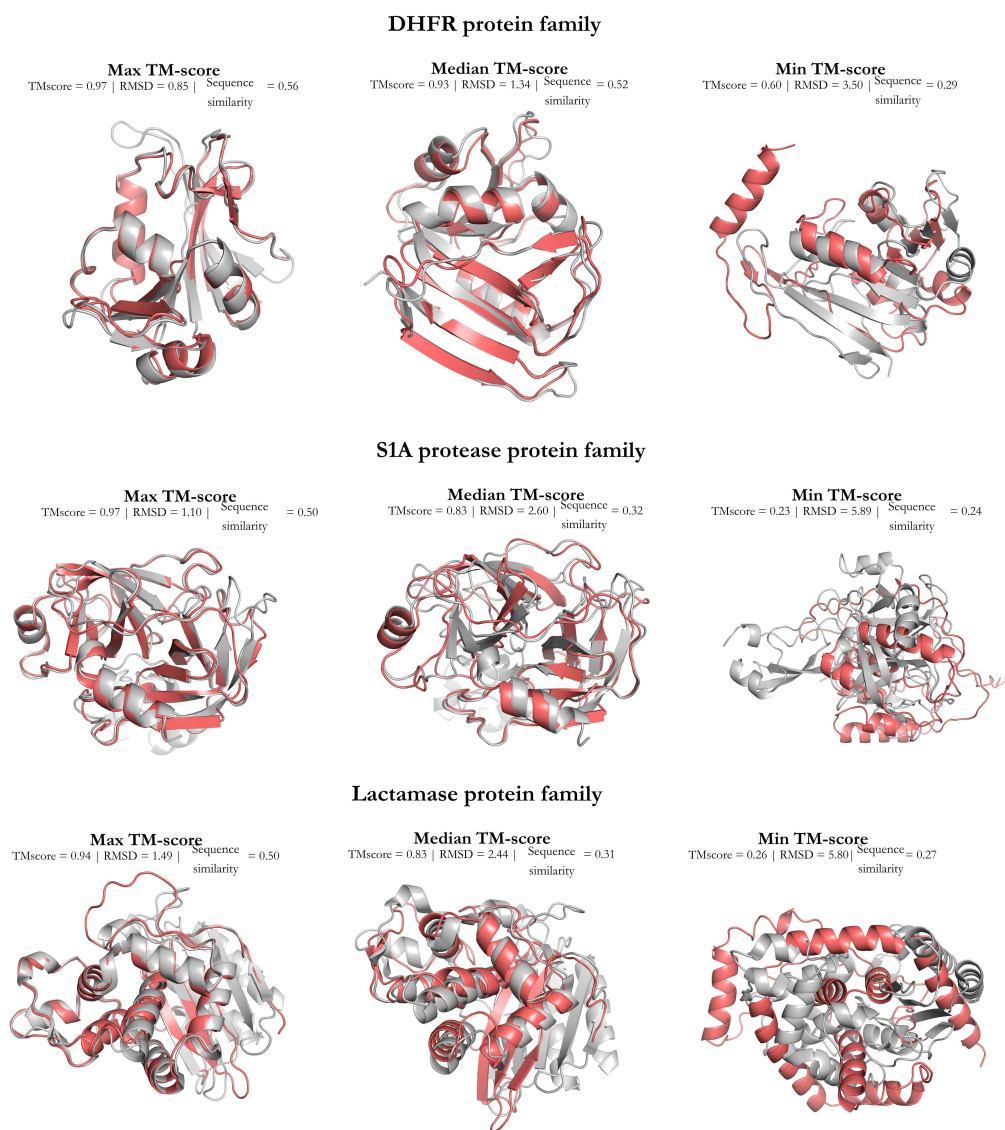 DHFR protein family
Max TM-score
TMscore = 0.97 | RMSD = 0.85 | Sequence similarity = 0.56
Median TM-score
TMscore = 0.93 | RMSD = 1.34 | Sequence similarity = 0.52
Min TM-score
TMscore = 0.60 | RMSD = 3.50 | Sequence similarity = 0.29
S1A protease protein family
Max TM-score
TMscore = 0.97 | RMSD = 1.10 | Sequence similarity = 0.50
Median TM-score
TMscore = 0.83 | RMSD = 2.60 | Sequence similarity = 0.32
Min TM-score
TMscore = 0.23 | RMSD = 5.89 | Sequence similarity = 0.24
Lactamase protein family
Max TM-score
TMscore = 0.94 | RMSD = 1.49 | Sequence similarity = 0.50
Median TM-score
TMscore = 0.83 | RMSD = 2.44 | Sequence similarity = 0.31
Min TM-score
TMscore = 0.26 | RMSD = 5.80| Sequence similarity = 0.27